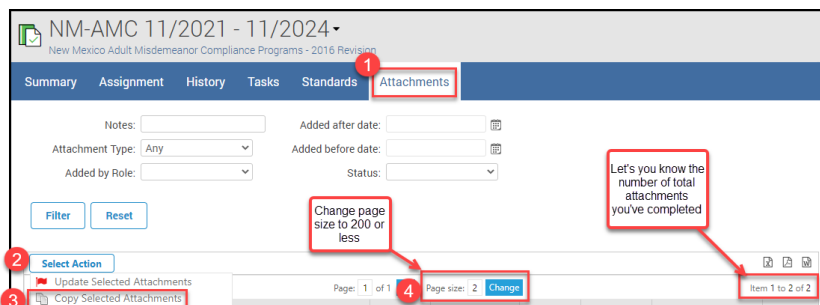 NM-AMC 11/2021 - 11/2024
New Mexico Adult Misdemeanor Compliance Programs - 2016 Revision
1
Summary Assignment History Tasks Standards Attachments
Notes: Added after date:
Attachment Type: Any Added before date:
Added by Role: Status:
Let's you know the
number of total
attachments
you've completed
Filter Reset
Change page
size to 200 or
less
2 Select Action
Update Selected Attachments
Page: 1 of 1 4 Page size: 2 Change Item 1 to 2 of 2
3 Copy Selected Attachments